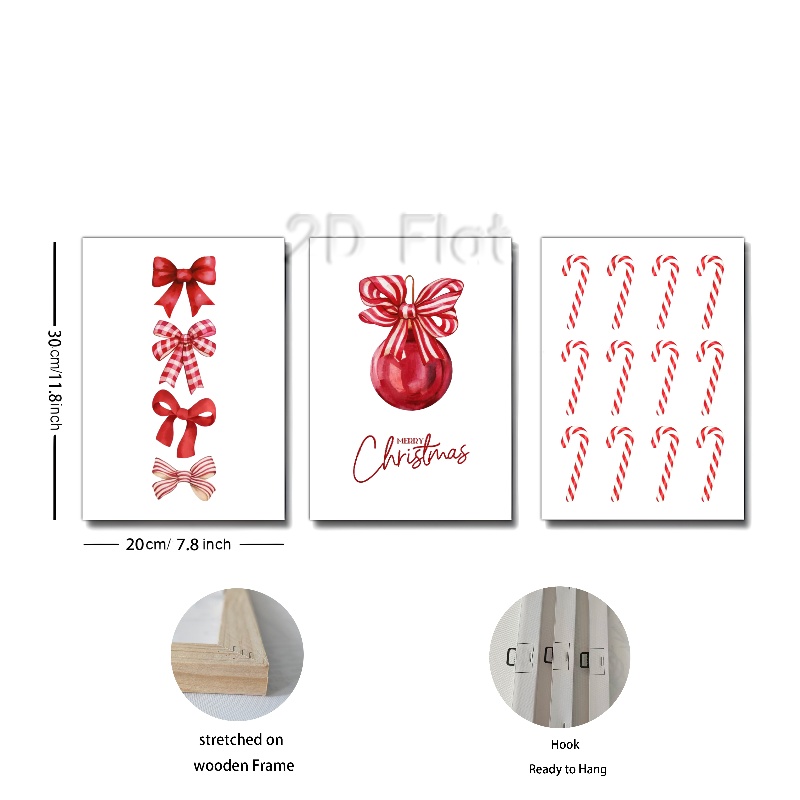 2D Flat
30cm/11.8inch
MERRY
Christmas
20cm/ 7.8 inch
stretched on
wooden Frame
Hook
Ready to Hang